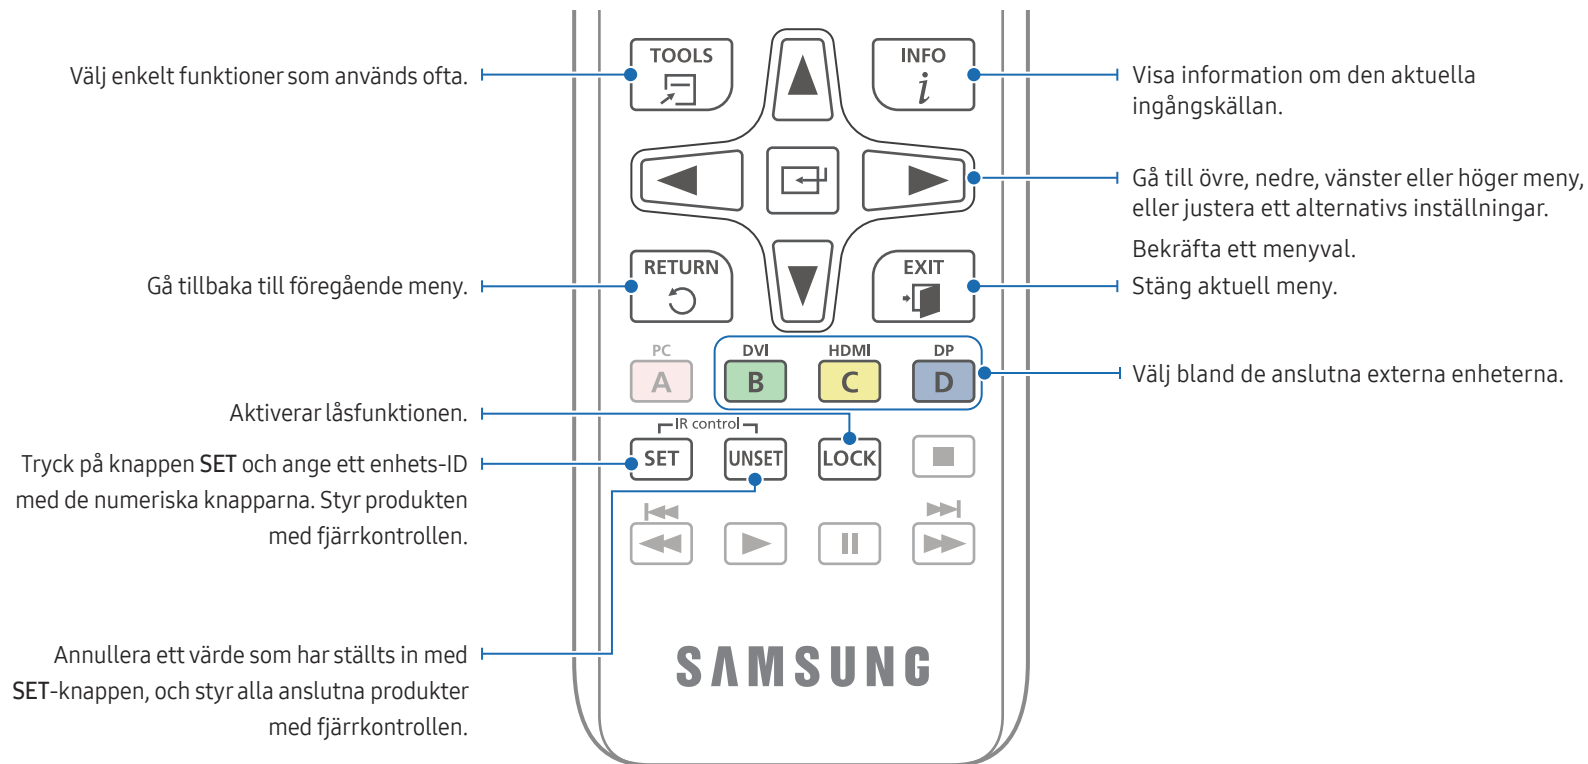 Välj enkelt funktioner som används ofta.
TOOLS
INFO
i
Visa information om den aktuella
ingångskällan.
Gå till övre, nedre, vänster eller höger meny,
eller justera ett alternativs inställningar.
Bekräfta ett menyval.
Gå tillbaka till föregående meny.
RETURN
EXIT
Stäng aktuell meny.
PC
DVI
HDMI
DP
A
B
C
D
Välj bland de anslutna externa enheterna.
Aktiverar låsfunktionen.
IR control
SET
UNSET
LOCK
Tryck på knappen SET och ange ett enhets-ID
med de numeriska knapparna. Styr produkten
med fjärrkontrollen.
Annullera ett värde som har ställts in med
SET-knappen, och styr alla anslutna produkter
med fjärrkontrollen.
SAMSUNG